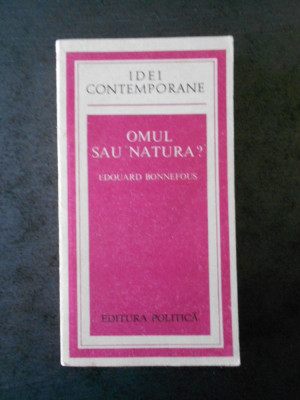 IDEI
CONTEMPORANE
OMUL
SAU NATURA?
EDOUARD BONNEFOUS
EDITURA POLITICĂ